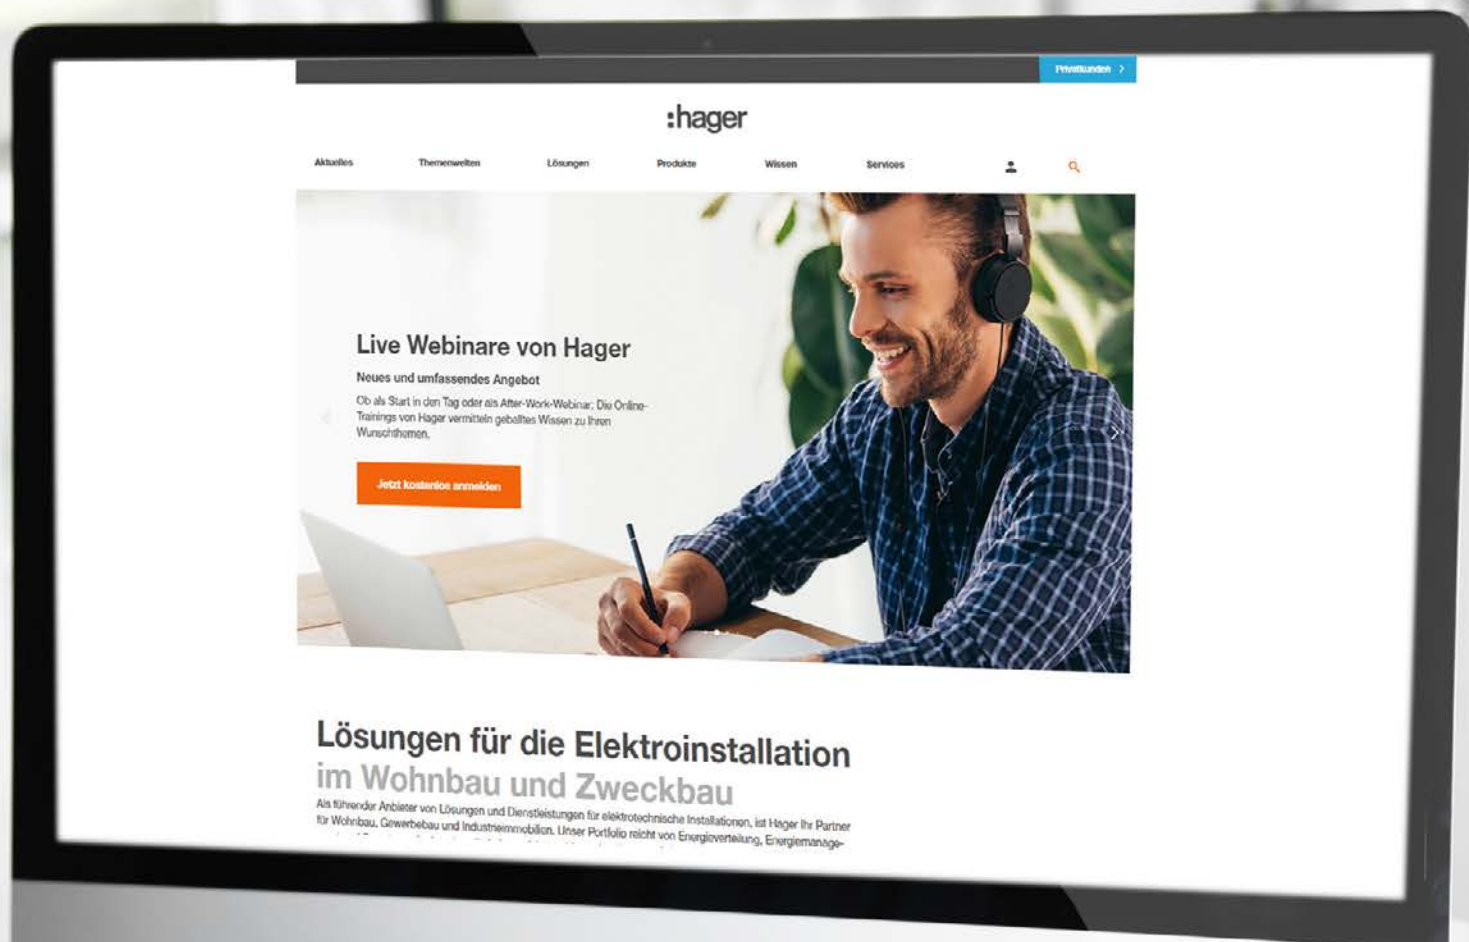 Privatkunden
:hager
Aktuelles Themenwelten Lösungen Produkte Wissen Services
Live Webinare von Hager
Neues und umfassendes Angebot
Ob als Start in den Tag oder als After-Work-Webinar: Die Online-
Trainings von Hager vermitteln geballtes Wissen zu Ihren
Wunschthemen.
Jetzt kostenlos anmelden
Lösungen für die Elektroinstallation
im Wohnbau und Zweckbau
Als führender Anbieter von Lösungen und Dienstleistungen für elektrotechnische Installationen, ist Hager Ihr Partner
für Wohnbau, Gewerbebau und Industrieimmobilien. Unser Portfolio reicht von Energieverteilung, Energiemanage-